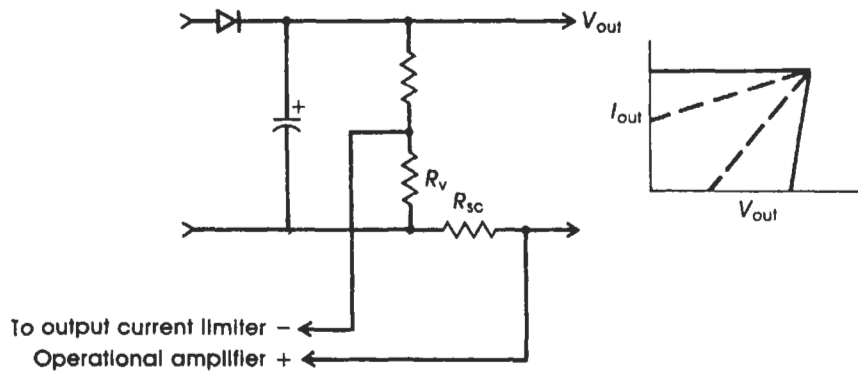 Vout
+
Iout
Rv
Rsc
Vout
To output current limiter −
Operational amplifier +